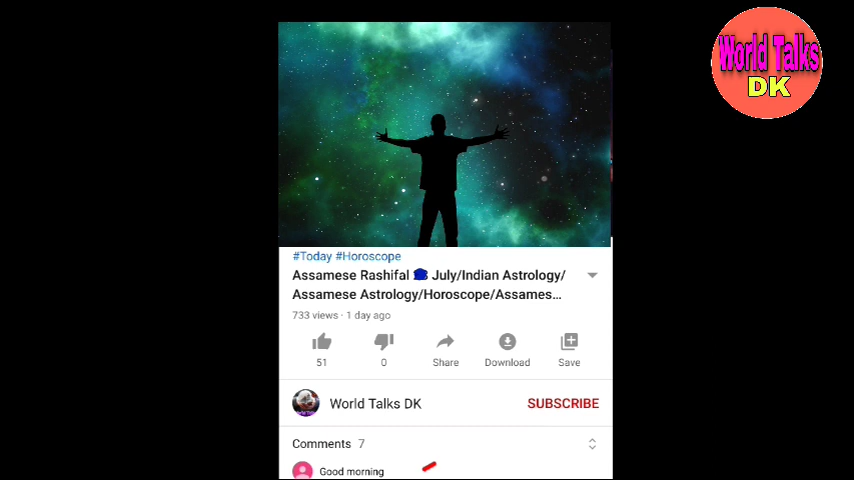 World Talks
DK
#Today #Horoscope
Assamese Rashifal July/Indian Astrology/
Assamese Astrology/Horoscope/Assames...
733 views · 1 day ago
51
0
Share
Download
Save
World Talks DK
SUBSCRIBE
Comments 7
Good morning